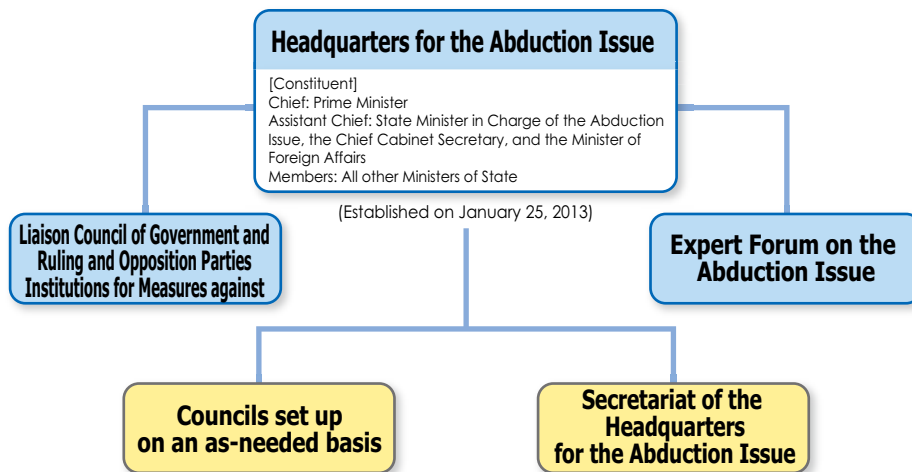 Headquarters for the Abduction Issue
[Constituent]
Chief: Prime Minister
Assistant Chief: State Minister in Charge of the Abduction
Issue, the Chief Cabinet Secretary, and the Minister of
Foreign Affairs
Members: All other Ministers of State
(Established on January 25, 2013)
Liaison Council of Government and
Ruling and Opposition Parties
Institutions for Measures against
Expert Forum on the
Abduction Issue
Councils set up
on an as-needed basis
Secretariat of the
Headquarters
for the Abduction Issue